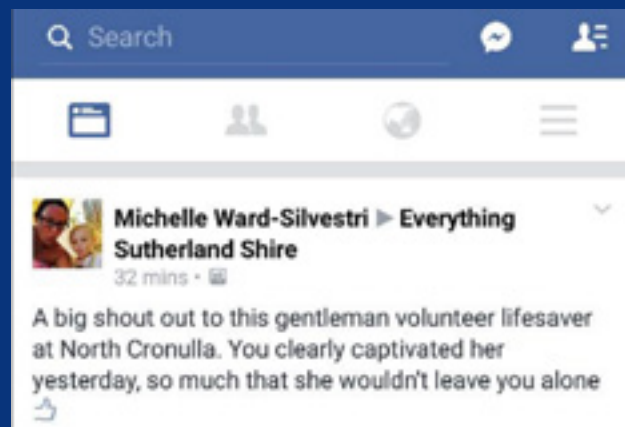 Search
Michelle Ward-Silvestri ▶ Everything
Sutherland Shire
32 mins •
A big shout out to this gentleman volunteer lifesaver
at North Cronulla. You clearly captivated her
yesterday, so much that she wouldn't leave you alone